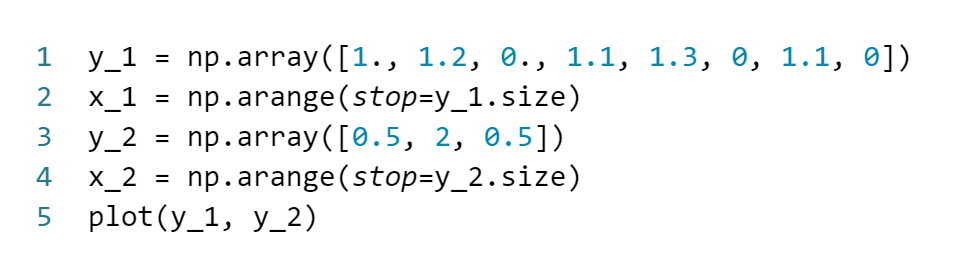 1 y_1 = np.array([1., 1.2, 0., 1.1, 1.3, 0, 1.1, 0])
2 x_1 = np.arange(stop=y_1.size)
3 y_2 = np.array([0.5, 2, 0.5])
4 x_2 = np.arange(stop=y_2.size)
5 plot(y_1, y_2)